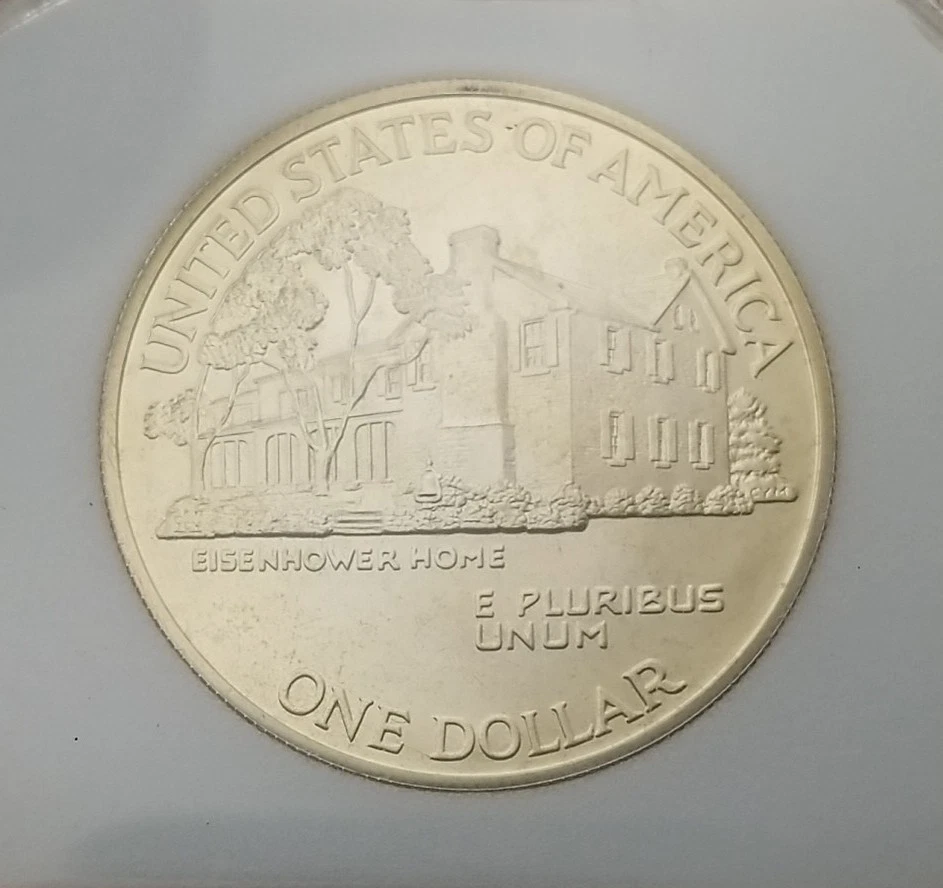 UNITED STATES OF AMERICA
EISENHOWER HOME
E PLURIBUS
UNUM
ONE DOLLAR